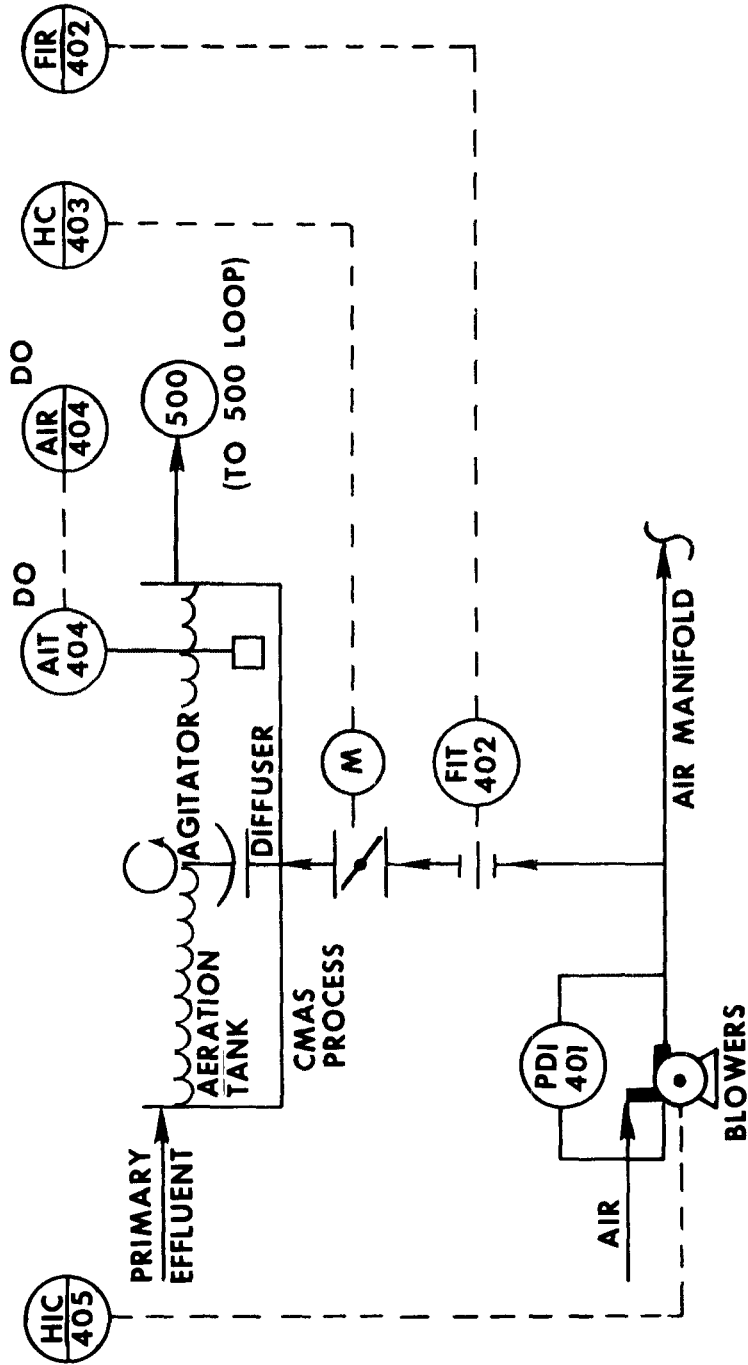 HIC
405
DO
AIT
404
DO
AIR
404
HC
403
FIR
402
PRIMARY
EFFLUENT
AERATION
TANK
AGITATOR
500
(TO 500 LOOP)
DIFFUSER
CMAS
PROCESS
M
FIT
402
PDI
401
AIR
BLOWERS
AIR MANIFOLD